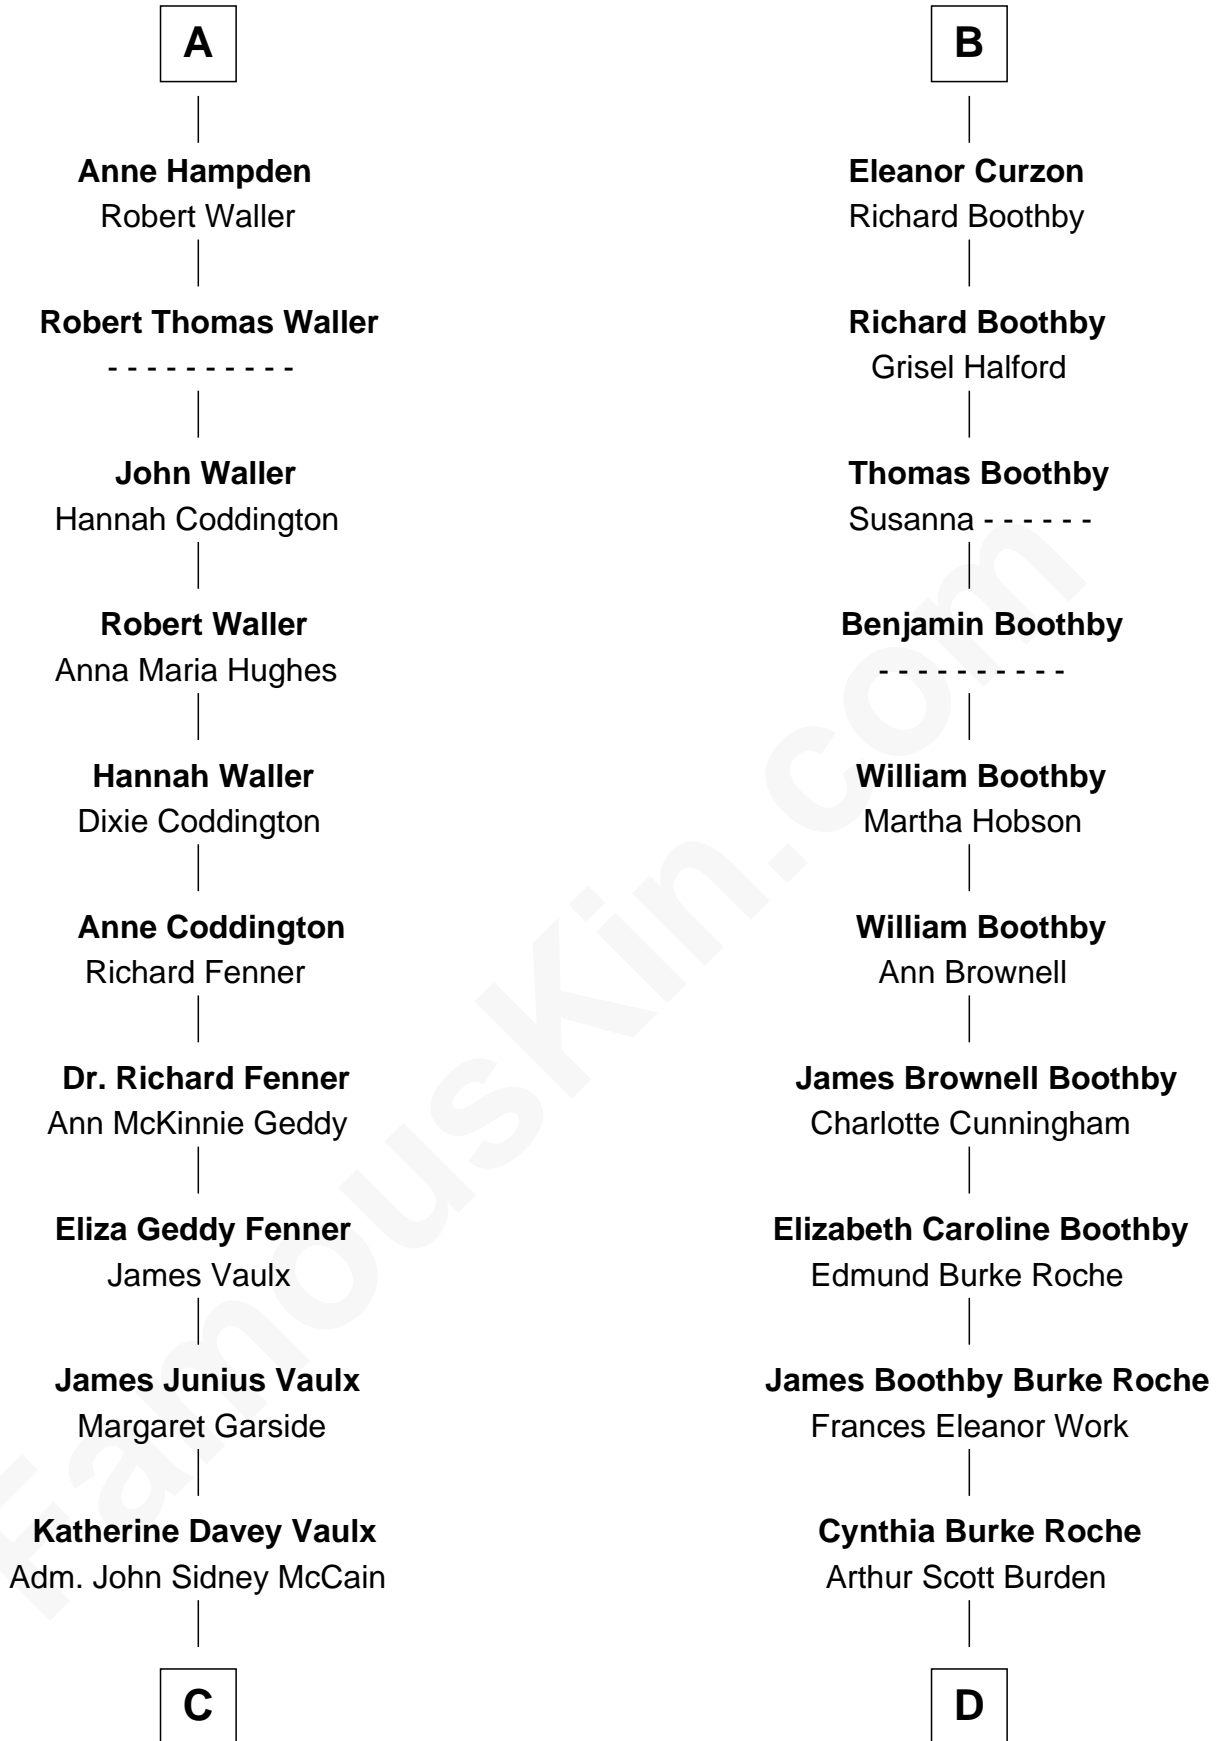 A
Anne Hampden
Robert Waller
Robert Thomas Waller
- - - - - - - - - -
John Waller
Hannah Coddington
Robert Waller
Anna Maria Hughes
Hannah Waller
Dixie Coddington
Anne Coddington
Richard Fenner
Dr. Richard Fenner
Ann McKinnie Geddy
Eliza Geddy Fenner
James Vaulx
James Junius Vaulx
Margaret Garside
Katherine Davey Vaulx
Adm. John Sidney McCain
C
B
Eleanor Curzon
Richard Boothby
Richard Boothby
Grisel Halford
Thomas Boothby
Susanna - - - - - -
Benjamin Boothby
- - - - - - - - - -
William Boothby
Martha Hobson
William Boothby
Ann Brownell
James Brownell Boothby
Charlotte Cunningham
Elizabeth Caroline Boothby
Edmund Burke Roche
James Boothby Burke Roche
Frances Eleanor Work
Cynthia Burke Roche
Arthur Scott Burden
D
FamousKin.com